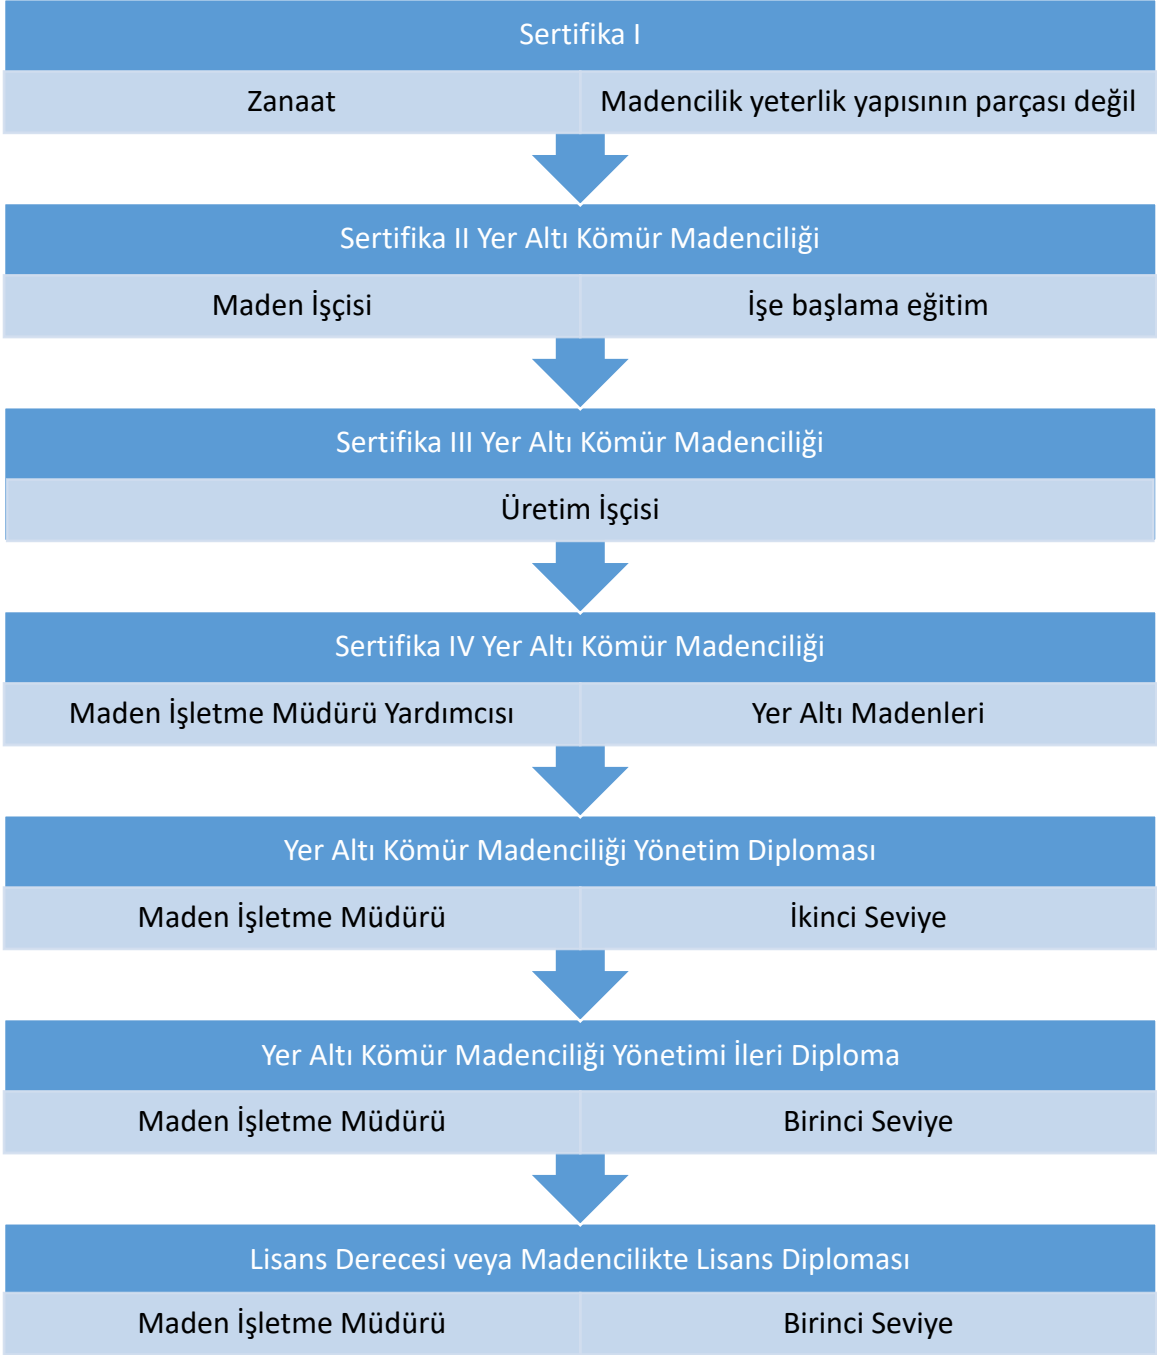 Sertifika I
Zanaat
Madencilik yeterlik yapısının parçası değil
Sertifika II Yer Altı Kömür Madenciliği
Maden İşçisi
İşe başlama eğitim
Sertifika III Yer Altı Kömür Madenciliği
Üretim İşçisi
Sertifika IV Yer Altı Kömür Madenciliği
Maden İşletme Müdürü Yardımcısı
Yer Altı Madenleri
Yer Altı Kömür Madenciliği Yönetim Diploması
Maden İşletme Müdürü
İkinci Seviye
Yer Altı Kömür Madenciliği Yönetimi İleri Diploma
Maden İşletme Müdürü
Birinci Seviye
Lisans Derecesi veya Madencilikte Lisans Diploması
Maden İşletme Müdürü
Birinci Seviye